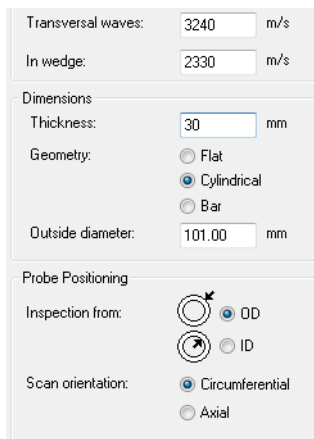 Transversal waves: 3240 m/s
In wedge: 2330 m/s
Dimensions
Thickness: 30 mm
Geometry: Flat
Cylindrical
Bar
Outside diameter: 101.00 mm
Probe Positioning
Inspection from: OD
ID
Scan orientation: Circumferential
Axial